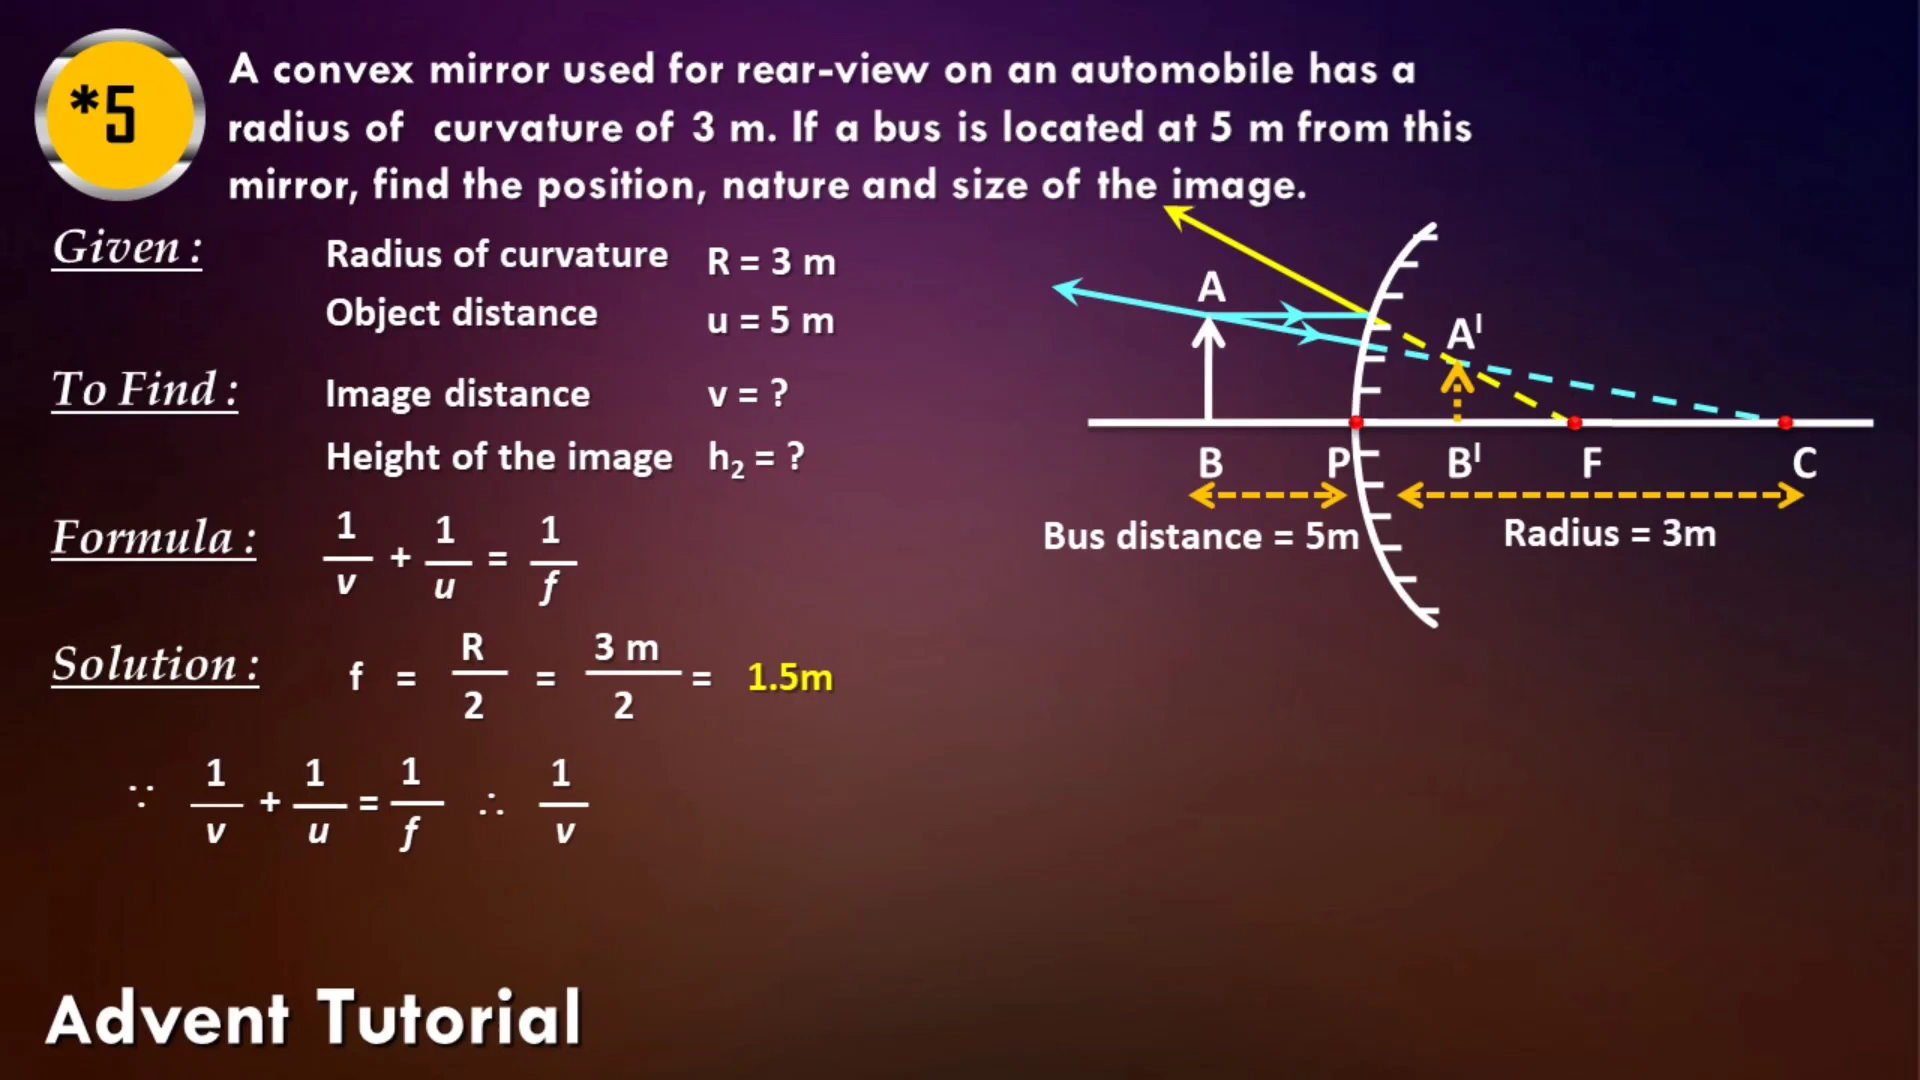 *5
A convex mirror used for rear-view on an automobile has a
radius of curvature of 3 m. If a bus is located at 5 m from this
mirror, find the position, nature and size of the image.
Given :
Radius of curvature R = 3 m
Object distance u = 5 m
To Find :
Image distance v = ?
Height of the image h₂ = ?
Formula :
1/v + 1/u = 1/f
Solution :
f = R/2 = 3 m/2 = 1.5m
∵ 1/v + 1/u = 1/f ∴ 1/v
A
Aᴵ
B P Bᴵ F C
Bus distance = 5m
Radius = 3m
Advent Tutorial